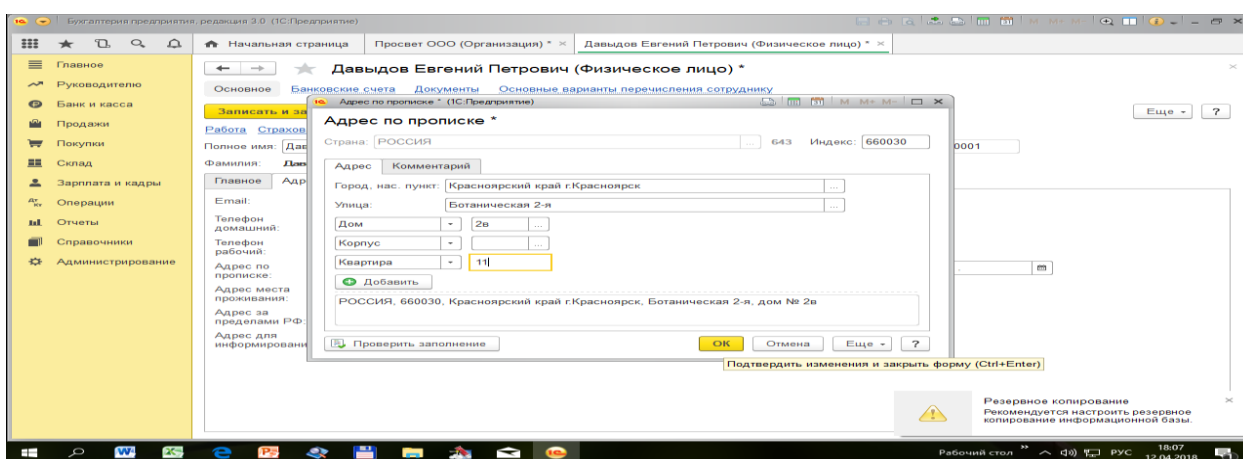 Бухгалтерия предприятия, редакция 3.0 (1С:Предприятие)
M M+ M-
Начальная страница
Просвет ООО (Организация) * ×
Давыдов Евгений Петрович (Физическое лицо) * ×
Главное
Руководителю
Банк и касса
Продажи
Покупки
Склад
Зарплата и кадры
Операции
Отчеты
Справочники
Администрирование
Давыдов Евгений Петрович (Физическое лицо) *
Основное Банковские счета Документы Основные варианты перечисления сотруднику
Записать и за
Еще
?
Работа Страхов
Полное имя: Дав
0001
Фамилия: Дав
Главное Адр
Email:
Телефон
домашний:
Телефон
рабочий:
Адрес по
прописке:
Адрес места
проживания:
Адрес за
пределами РФ:
Адрес для
информировани
Адрес по прописке * (1С:Предприятие)
M M+ M-
Адрес по прописке *
Страна: РОССИЯ ... 643 Индекс: 660030
Адрес Комментарий
Город, нас. пункт: Красноярский край г.Красноярск ...
Улица: Ботаническая 2-я ...
Дом 2в ...
Корпус ...
Квартира 11
Добавить
РОССИЯ, 660030, Красноярский край г.Красноярск, Ботаническая 2-я, дом № 2в
Проверить заполнение
ОК Отмена Еще ?
Подтвердить изменения и закрыть форму (Ctrl+Enter)
Резервное копирование
Рекомендуется настроить резервное
копирование информационной базы.
Рабочий стол
РУС
18:07
12.04.2018